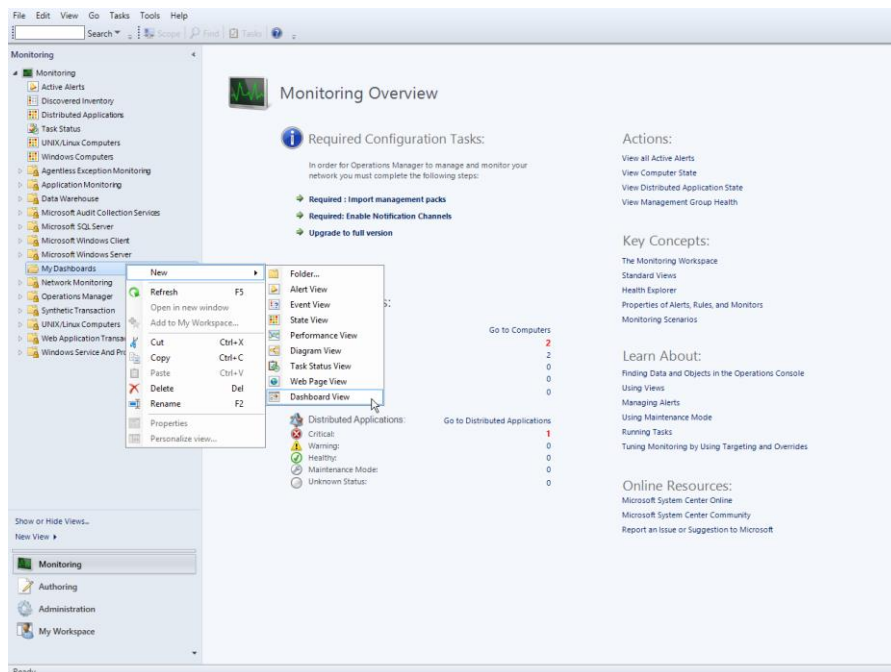 File Edit View Go Tasks Tools Help
Search Scope Find Tasks
Monitoring
Monitoring
Active Alerts
Discovered Inventory
Distributed Applications
Task Status
UNIX/Linux Computers
Windows Computers
Agentless Exception Monitoring
Application Monitoring
Data Warehouse
Microsoft Audit Collection Services
Microsoft SQL Server
Microsoft Windows Client
Microsoft Windows Server
My Dashboards
Network Monitoring
Operations Manager
Synthetic Transaction
UNIX/Linux Computers
Web Application Transa
Windows Service And Pro
New
Refresh F5
Open in new window
Add to My Workspace...
Cut Ctrl+X
Copy Ctrl+C
Paste Ctrl+V
Delete Del
Rename F2
Properties
Personalize view...
Folder...
Alert View
Event View
State View
Performance View
Diagram View
Task Status View
Web Page View
Dashboard View
Monitoring Overview
Required Configuration Tasks:
In order for Operations Manager to manage and monitor your
network you must complete the following steps:
Required : Import management packs
Required: Enable Notification Channels
Upgrade to full version
s:
Go to Computers
2
2
0
0
0
Distributed Applications: Go to Distributed Applications
Critical: 1
Warning: 0
Healthy: 0
Maintenance Mode: 0
Unknown Status: 0
Actions:
View all Active Alerts
View Computer State
View Distributed Application State
View Management Group Health
Key Concepts:
The Monitoring Workspace
Standard Views
Health Explorer
Properties of Alerts, Rules, and Monitors
Monitoring Scenarios
Learn About:
Finding Data and Objects in the Operations Console
Using Views
Managing Alerts
Using Maintenance Mode
Running Tasks
Tuning Monitoring by Using Targeting and Overrides
Online Resources:
Microsoft System Center Online
Microsoft System Center Community
Report an Issue or Suggestion to Microsoft
Show or Hide Views...
New View
Monitoring
Authoring
Administration
My Workspace
Ready